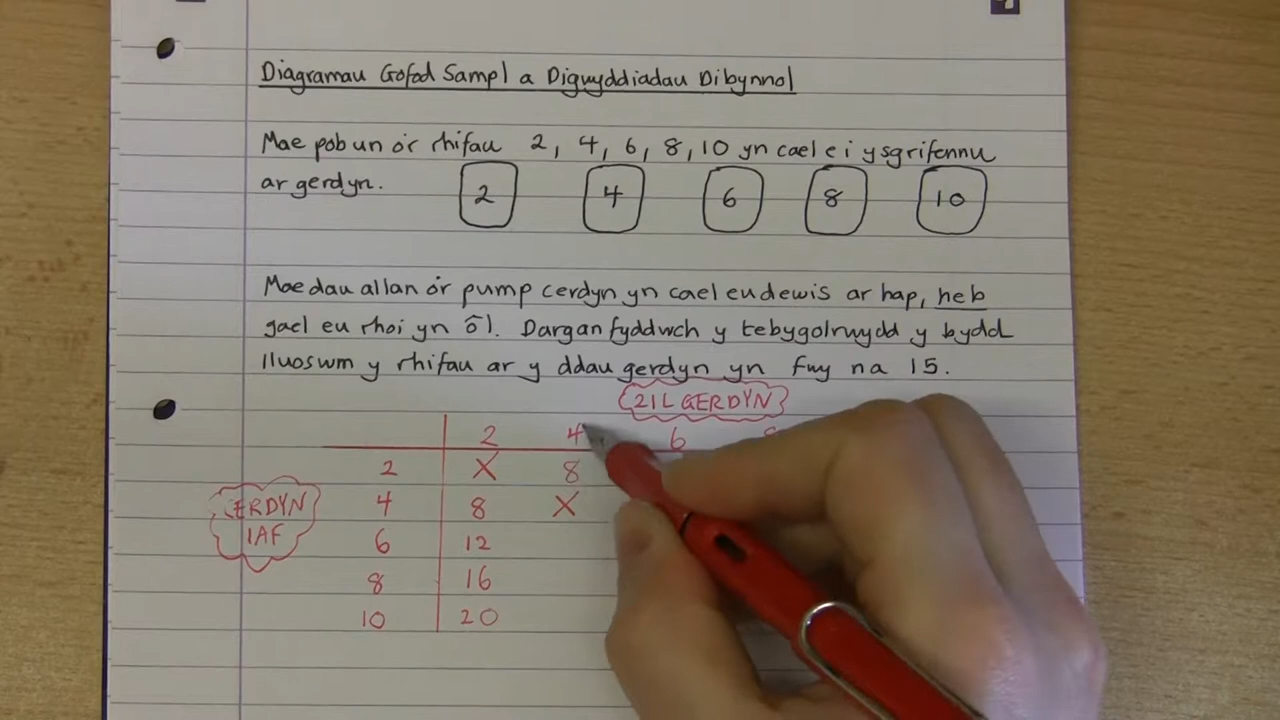 Diagramau Gofod Sampl a Digwyddiadau Dibynnol
Mae pob un o'r rhifau 2, 4, 6, 8, 10 yn cael ei ysgrifennu
ar gerdyn. 2 4 6 8 10
Mae dau allan o'r pump cerdyn yn cael eu dewis ar hap, heb
gael eu rhoi yn ôl. Darganfyddwch y tebygolrwydd y bydd
lluoswm y rhifau ar y ddau gerdyn yn fwy na 15.
2IL GERDYN
2 4 6
2 X 8
CERDYN 1AF
4 8 X
6 12
8 16
10 20